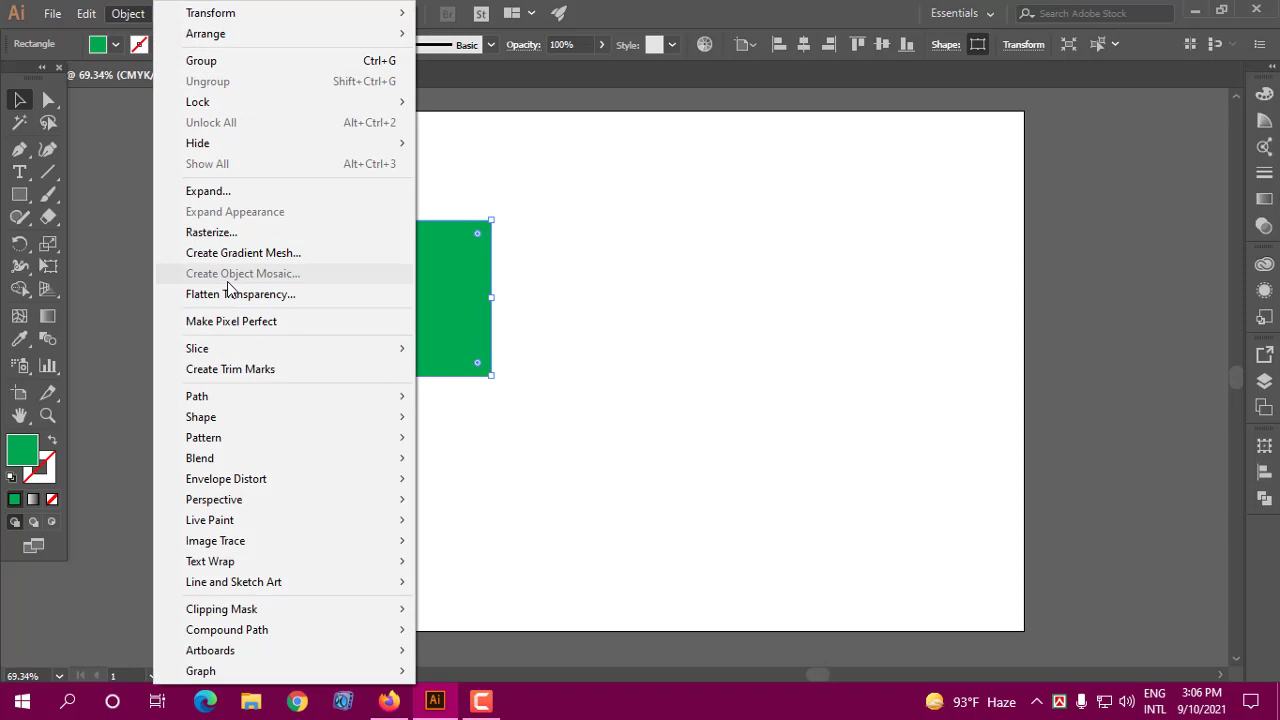 Ai File Edit Object Br St Essentials Search Adobe Stock
Rectangle Basic Opacity: 100% Style: Shape: Transform
@ 69.34% (CMYK/
Transform
Arrange
Group Ctrl+G
Ungroup Shift+Ctrl+G
Lock
Unlock All Alt+Ctrl+2
Hide
Show All Alt+Ctrl+3
Expand...
Expand Appearance
Rasterize...
Create Gradient Mesh...
Create Object Mosaic...
Flatten Transparency...
Make Pixel Perfect
Slice
Create Trim Marks
Path
Shape
Pattern
Blend
Envelope Distort
Perspective
Live Paint
Image Trace
Text Wrap
Line and Sketch Art
Clipping Mask
Compound Path
Artboards
Graph
69.34% 1
Ai 93°F Haze ENG 3:06 PM
INTL 9/10/2021